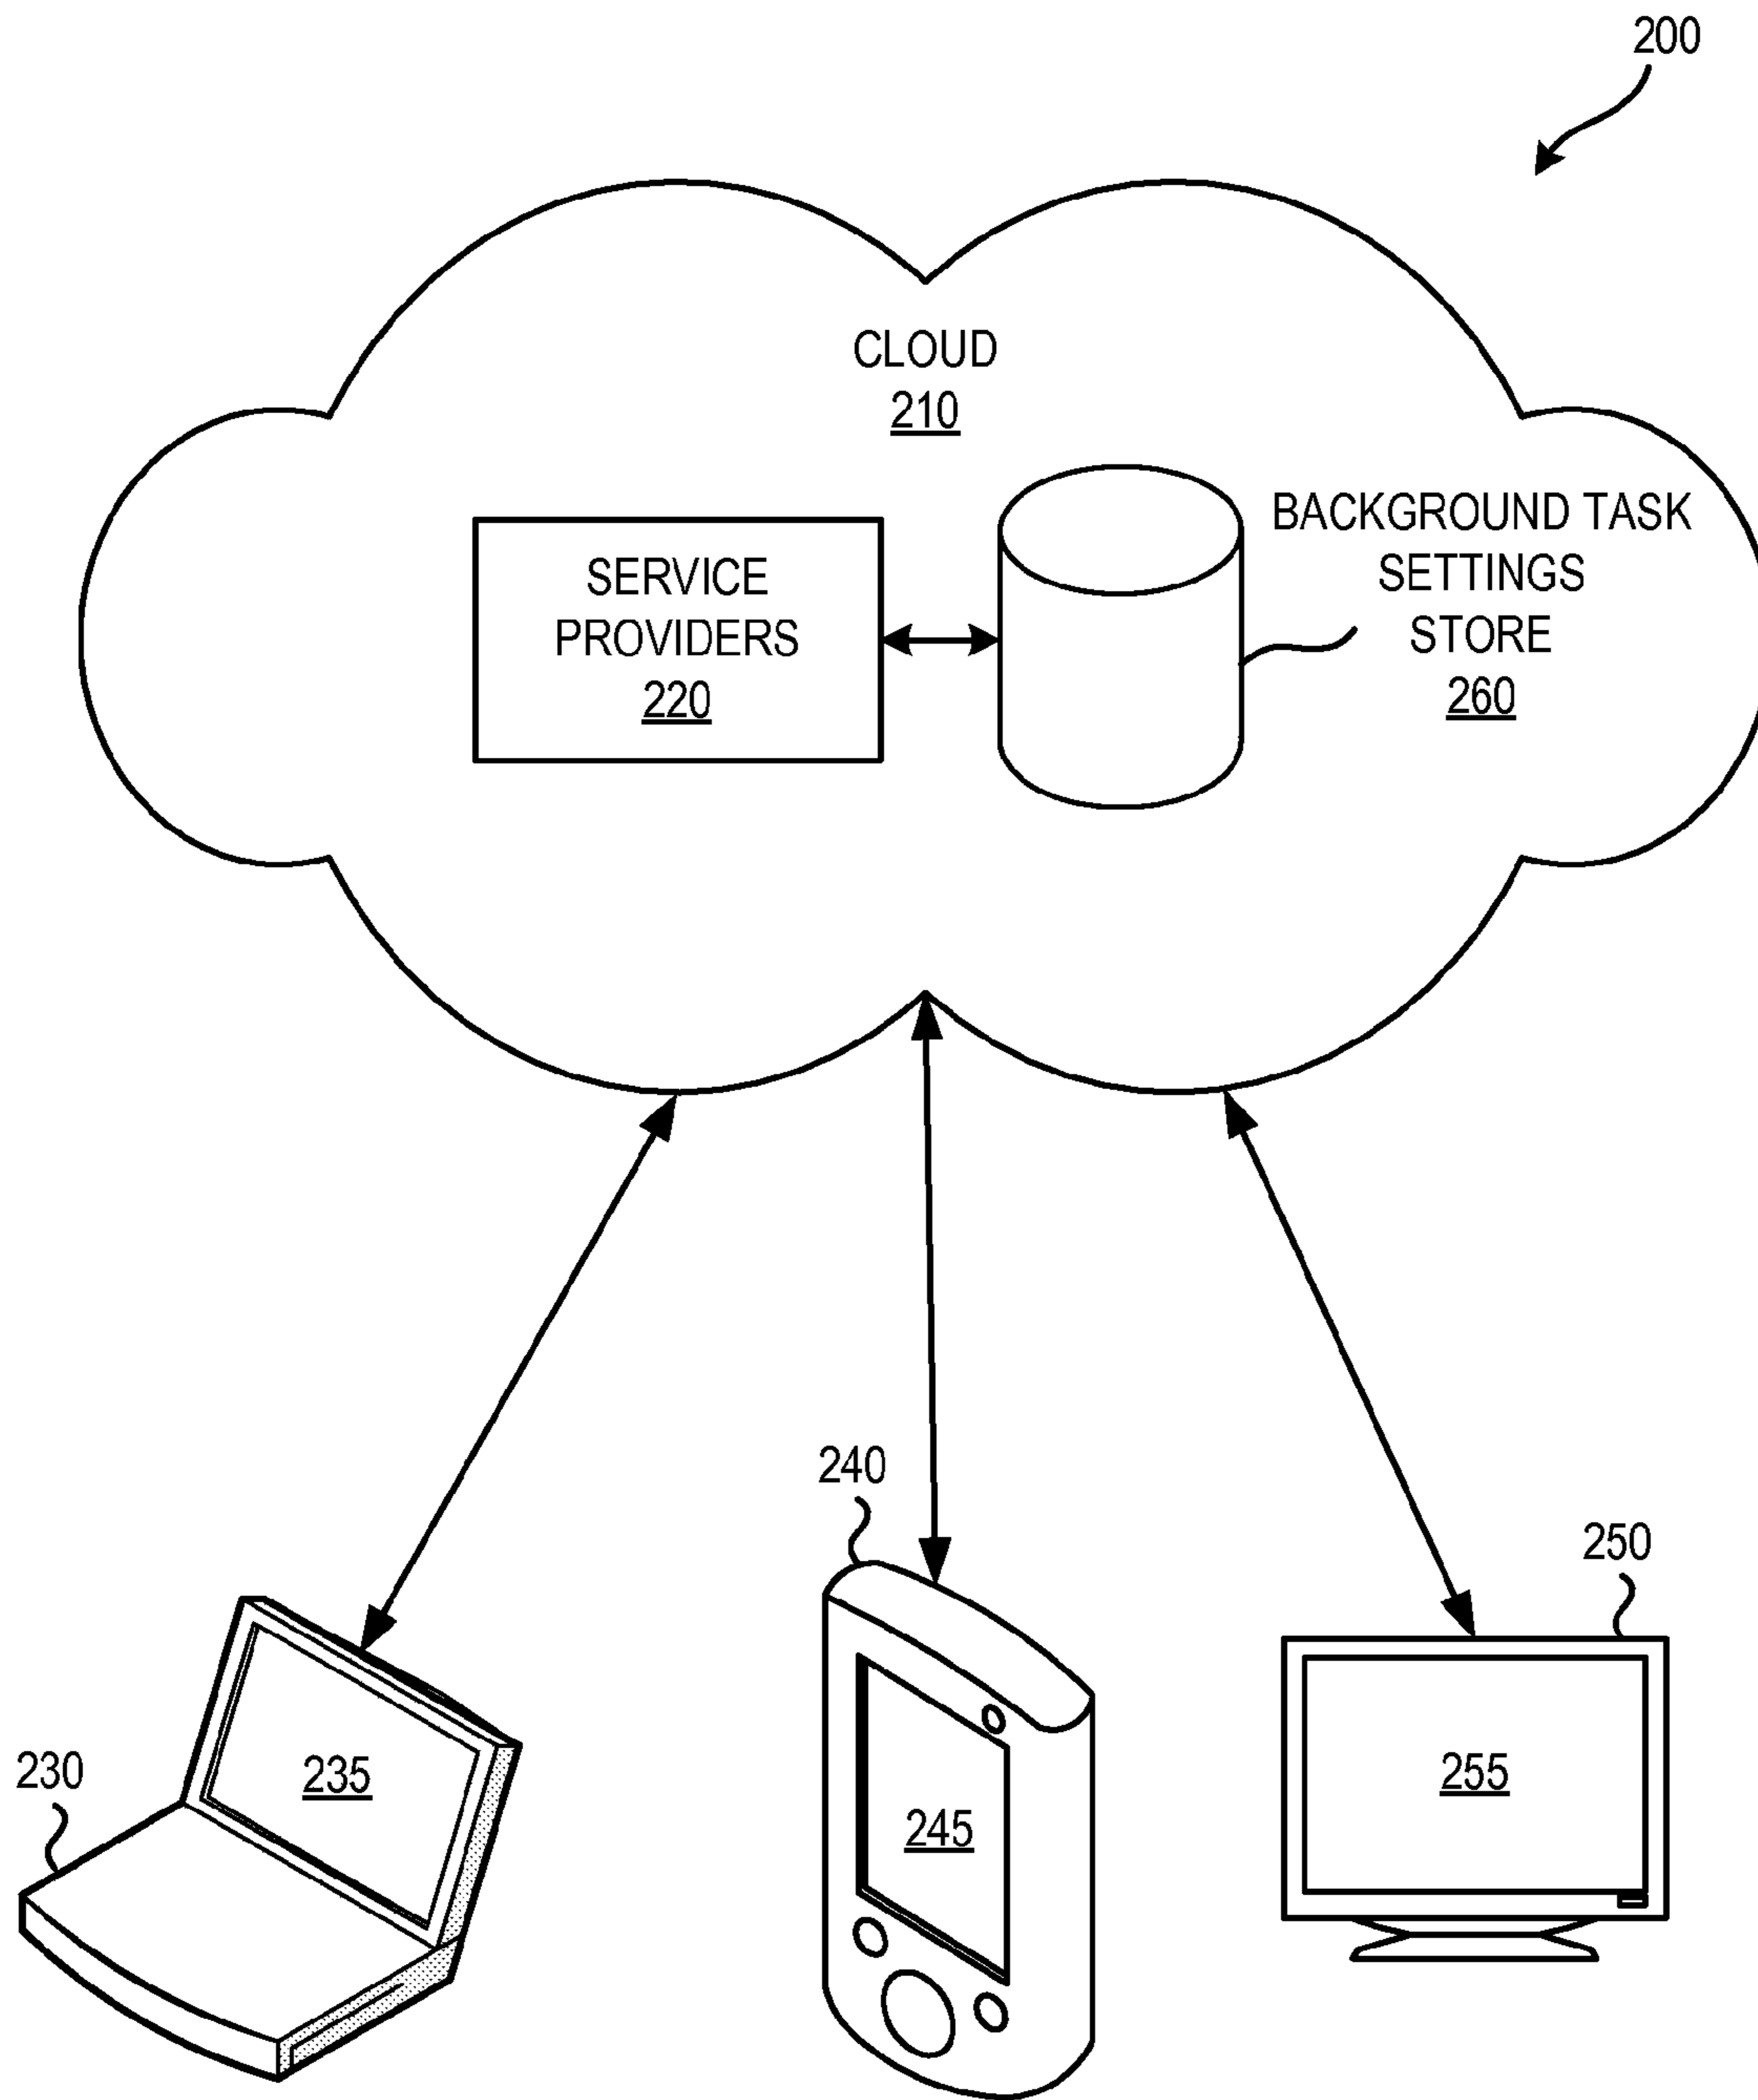 200
CLOUD
210
SERVICE
PROVIDERS
220
BACKGROUND TASK
SETTINGS
STORE
260
240
250
230
235
245
255